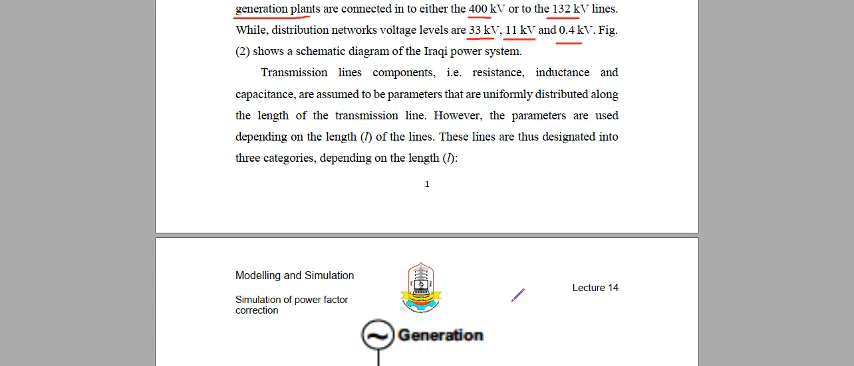 generation plants are connected in to either the 400 kV or to the 132 kV lines.
While, distribution networks voltage levels are 33 kV, 11 kV and 0.4 kV. Fig.
(2) shows a schematic diagram of the Iraqi power system.
Transmission lines components, i.e. resistance, inductance and
capacitance, are assumed to be parameters that are uniformly distributed along
the length of the transmission line. However, the parameters are used
depending on the length (l) of the lines. These lines are thus designated into
three categories, depending on the length (l):
1
Modelling and Simulation
Lecture 14
Simulation of power factor
correction
Generation